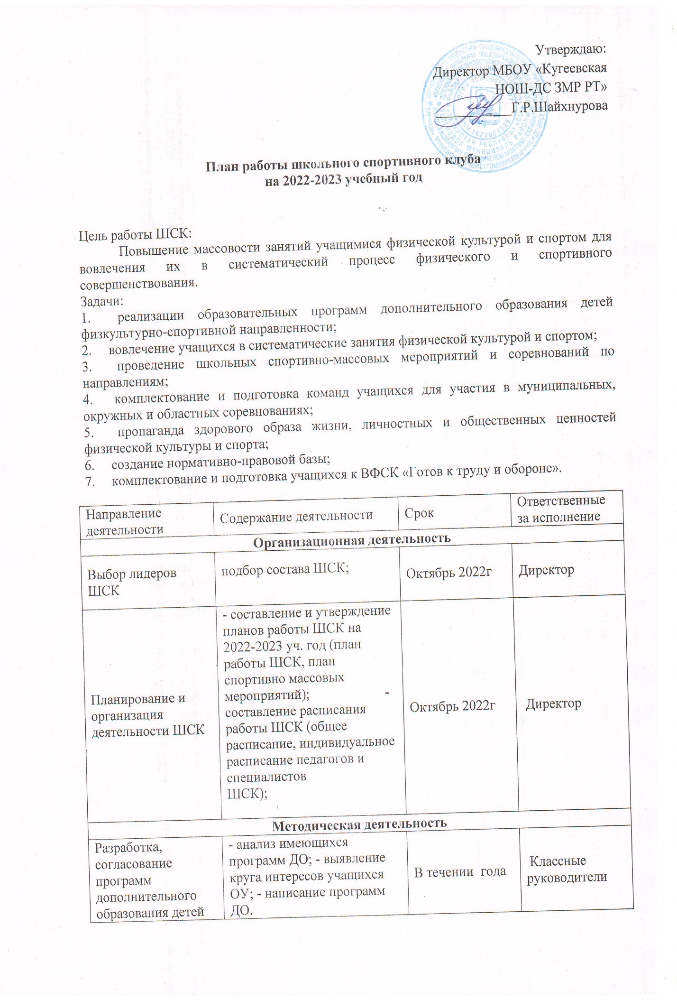 Утверждаю:
Директор МБОУ «Кугеевская
НОШ-ДС ЗМР РТ»
____________Г.Р.Шайхнурова
План работы школьного спортивного клуба
на 2022-2023 учебный год
Цель работы ШСК:
Повышение массовости занятий учащимися физической культурой и спортом для
вовлечения их в систематический процесс физического и спортивного
совершенствования.
Задачи:
1. реализации образовательных программ дополнительного образования детей
физкультурно-спортивной направленности;
2. вовлечение учащихся в систематические занятия физической культурой и спортом;
3. проведение школьных спортивно-массовых мероприятий и соревнований по
направлениям;
4. комплектование и подготовка команд учащихся для участия в муниципальных,
окружных и областных соревнованиях;
5. пропаганда здорового образа жизни, личностных и общественных ценностей
физической культуры и спорта;
6. создание нормативно-правовой базы;
7. комплектование и подготовка учащихся к ВФСК «Готов к труду и обороне».
Направление
деятельности
Содержание деятельности
Срок
Ответственные
за исполнение
Организационная деятельность
Выбор лидеров
ШСК
подбор состава ШСК;
Октябрь 2022г
Директор
Планирование и
организация
деятельности ШСК
- составление и утверждение
планов работы ШСК на
2022-2023 уч. год (план
работы ШСК, план
спортивно массовых
мероприятий); -
составление расписания
работы ШСК (общее
расписание, индивидуальное
расписание педагогов и
специалистов
ШСК);
Октябрь 2022г
Директор
Методическая деятельность
Разработка,
согласование
программ
дополнительного
образования детей
- анализ имеющихся
программ ДО; - выявление
круга интересов учащихся
ОУ; - написание программ
ДО.
В течении года
Классные
руководители